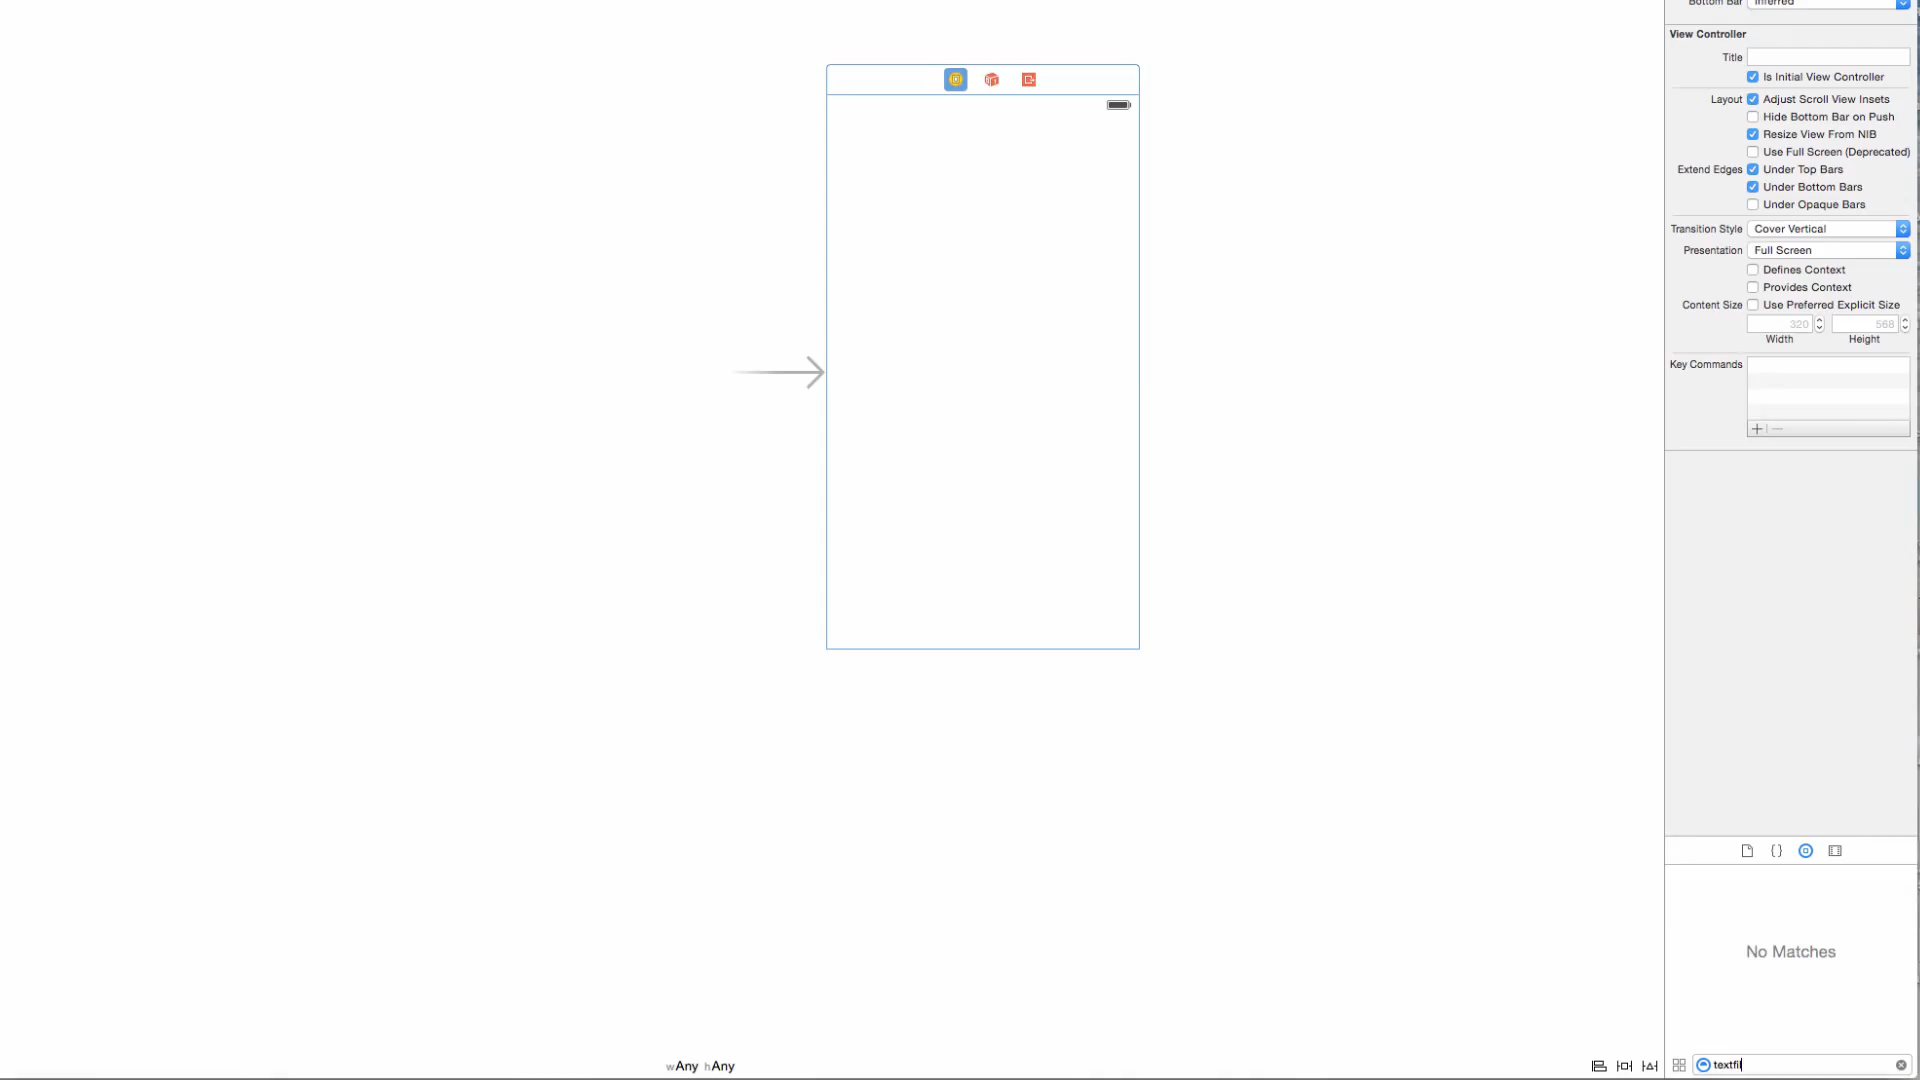 Bottom Bar Inferred
View Controller
Title
Is Initial View Controller
Layout Adjust Scroll View Insets
Hide Bottom Bar on Push
Resize View From NIB
Use Full Screen (Deprecated)
Extend Edges Under Top Bars
Under Bottom Bars
Under Opaque Bars
Transition Style Cover Vertical
Presentation Full Screen
Defines Context
Provides Context
Content Size Use Preferred Explicit Size
320 568
Width Height
Key Commands
No Matches
wAny hAny
textfil